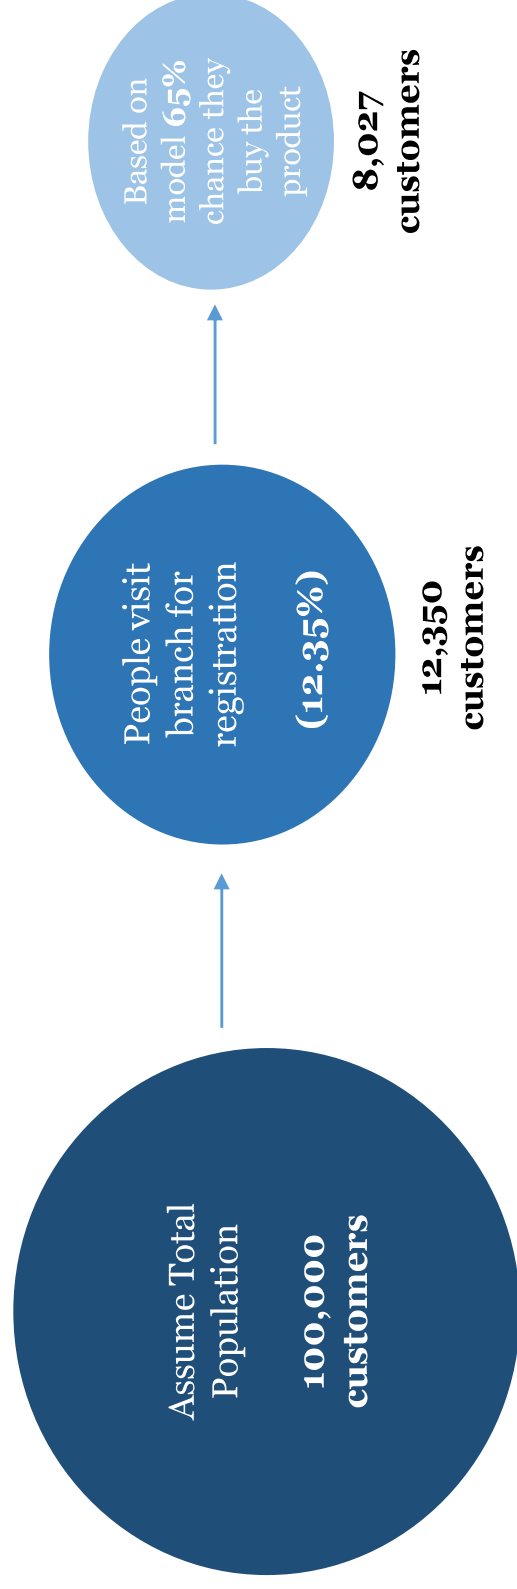 Assume Total
Population
100,000
customers
People visit
branch for
registration
(12.35%)
12,350
customers
Based on
model 65%
chance they
buy the
product
8,027
customers